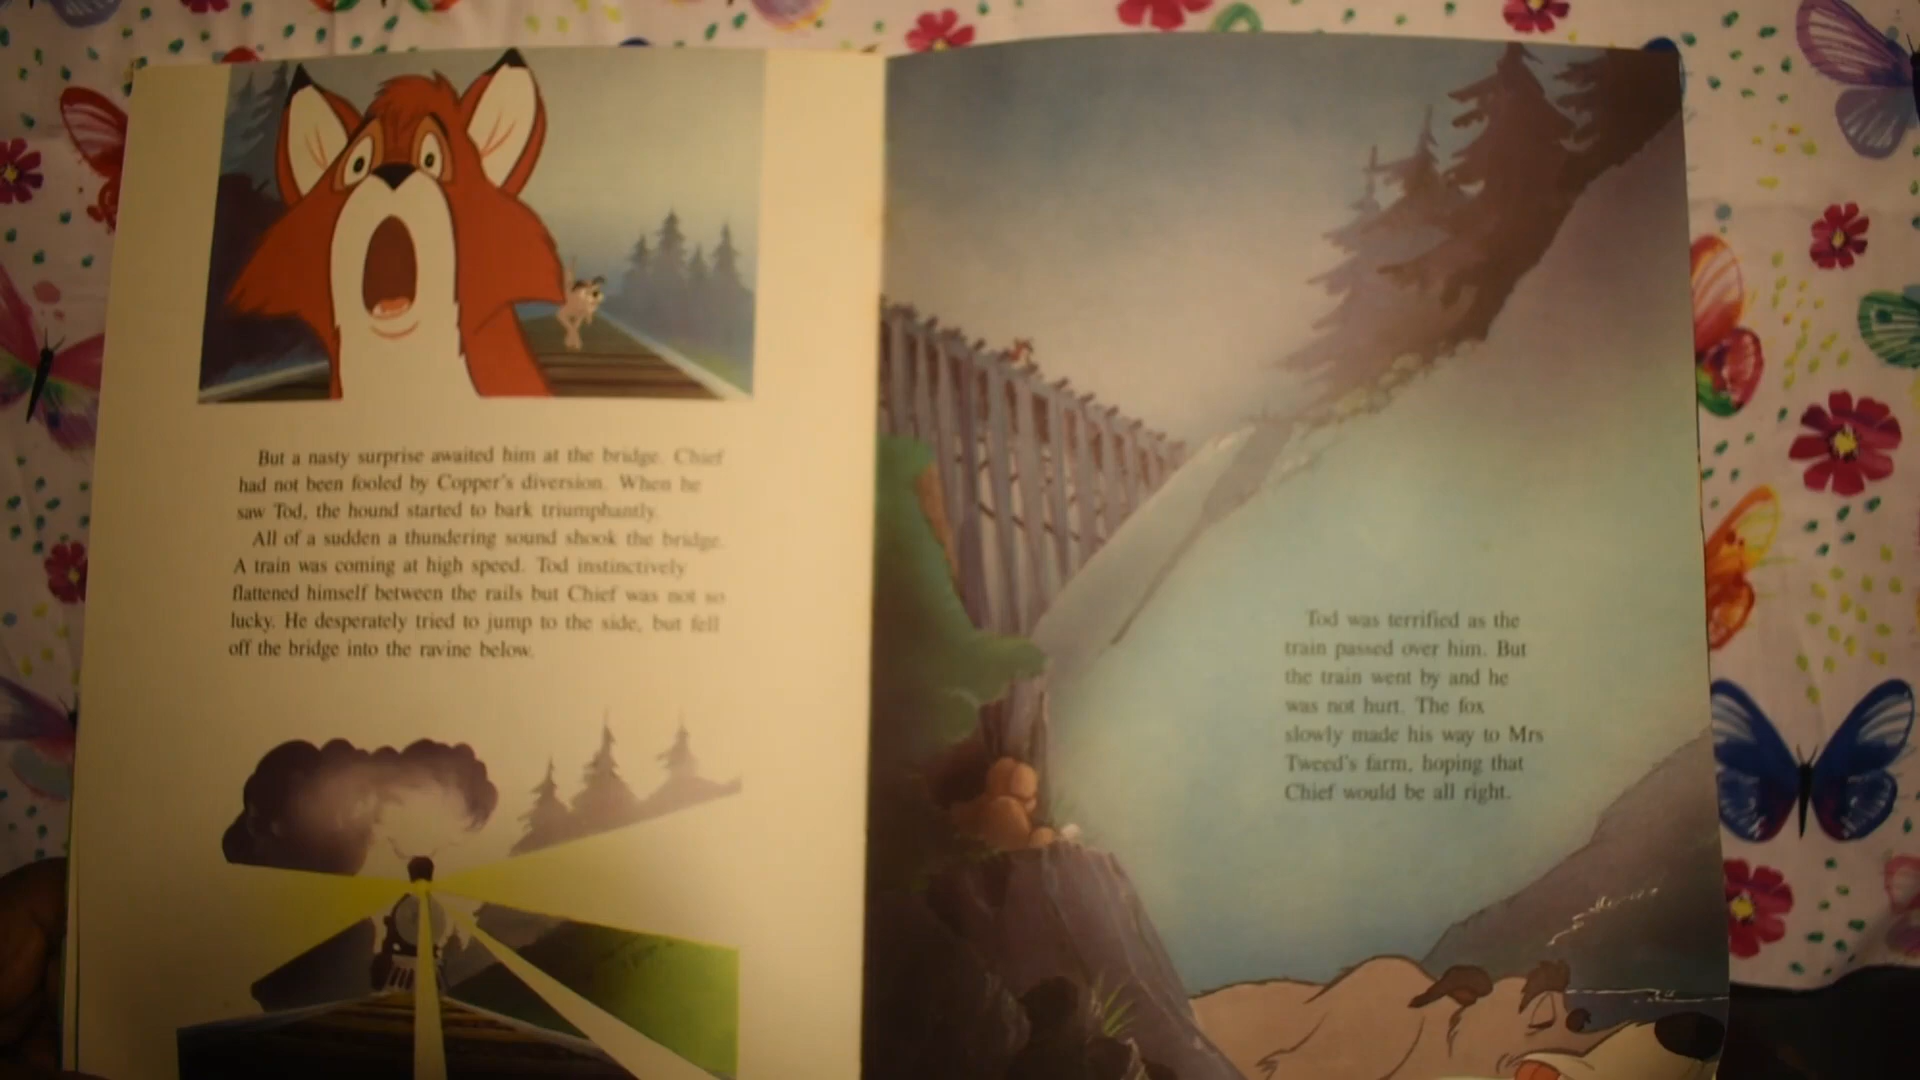 But a nasty surprise awaited him at the bridge. Chief
had not been fooled by Copper's diversion. When he
saw Tod, the hound started to bark triumphantly.
All of a sudden a thundering sound shook the bridge.
A train was coming at high speed. Tod instinctively
flattened himself between the rails but Chief was not so
lucky. He desperately tried to jump to the side, but fell
off the bridge into the ravine below.
Tod was terrified as the
train passed over him. But
the train went by and he
was not hurt. The fox
slowly made his way to Mrs
Tweed's farm, hoping that
Chief would be all right.